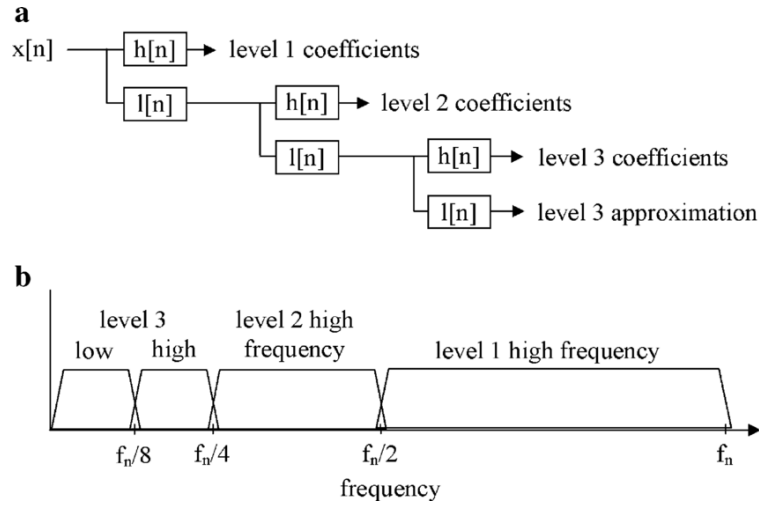 a
x[n] h[n] level 1 coefficients
l[n] h[n] level 2 coefficients
l[n] h[n] level 3 coefficients
l[n] level 3 approximation
b
level 3
low high
level 2 high
frequency
level 1 high frequency
fn/8 fn/4 fn/2 fn
frequency